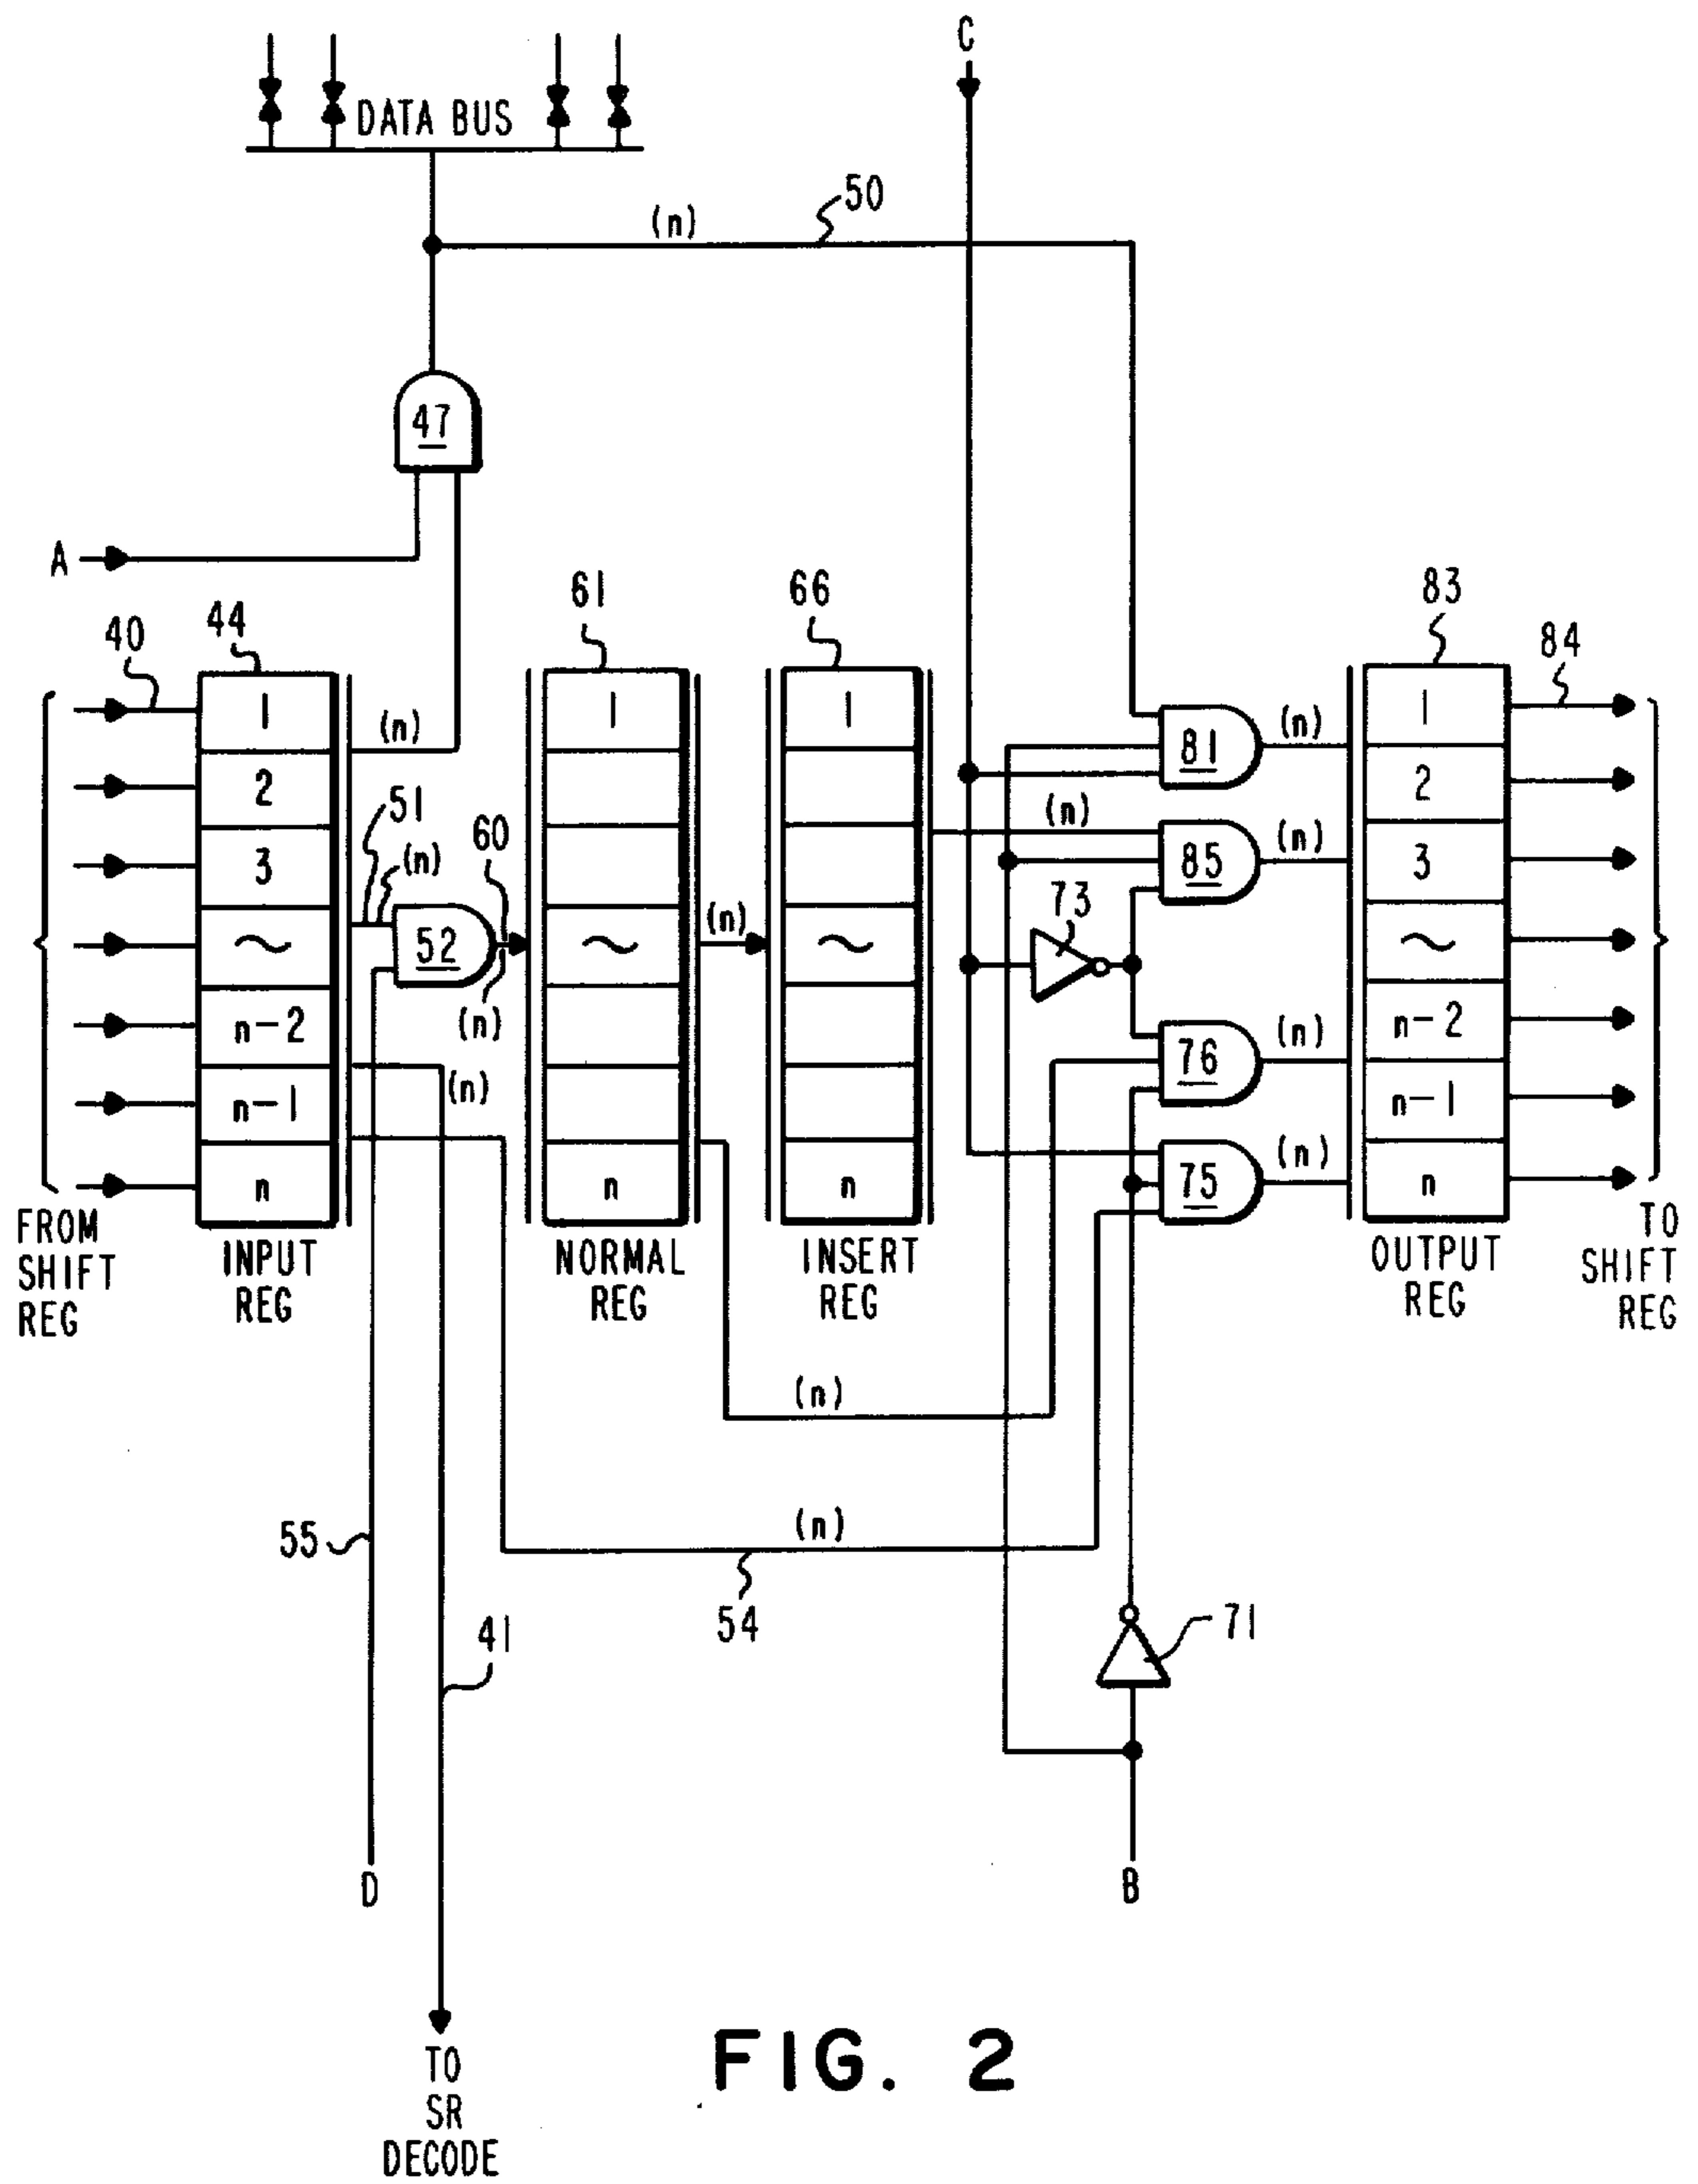 C
DATA BUS
50
(n)
47
A
61
66
83
44
40
84
1
1
1
1
(n)
81
(n)
2
51
(n)
2
60
(n)
85
(n)
3
73
3
52
(n)
~
~
~
~
(n)
n-2
(n)
76
(n)
n-2
n-1
n-1
75
(n)
n
n
n
n
FROM
SHIFT
REG
INPUT
REG
NORMAL
REG
INSERT
REG
OUTPUT
REG
TO
SHIFT
REG
(n)
(n)
55
54
41
71
D
B
TO
SR
DECODE
FIG. 2